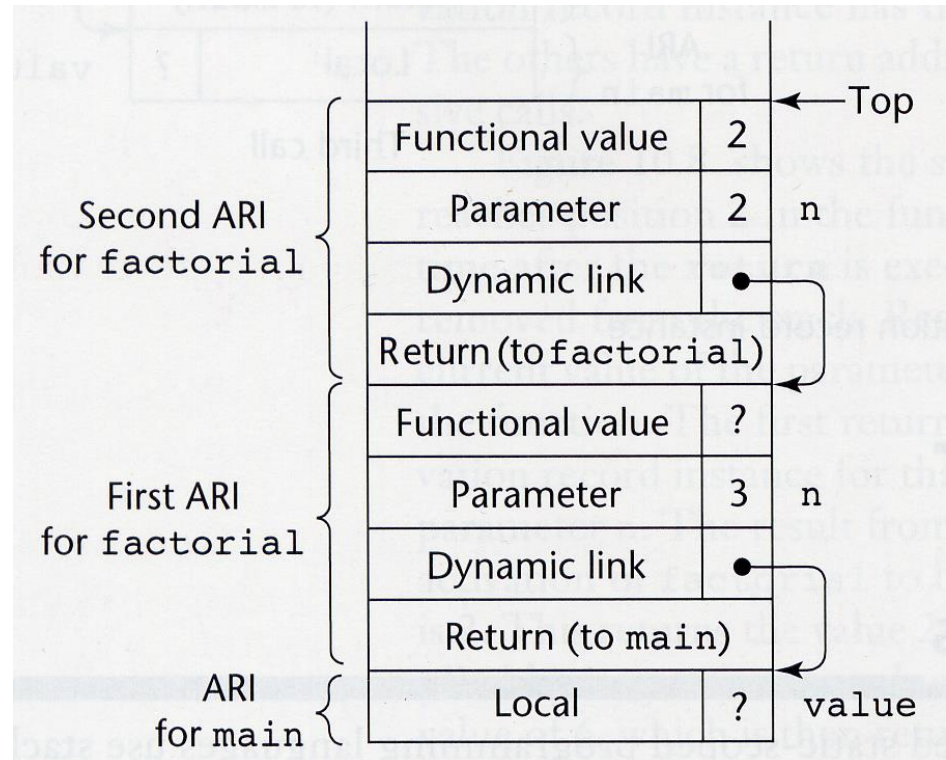 Top
Functional value 2
Parameter 2 n
Second ARI
for factorial
Dynamic link
Return (to factorial)
Functional value ?
Parameter 3 n
First ARI
for factorial
Dynamic link
Return (to main)
ARI
for main
Local ? value